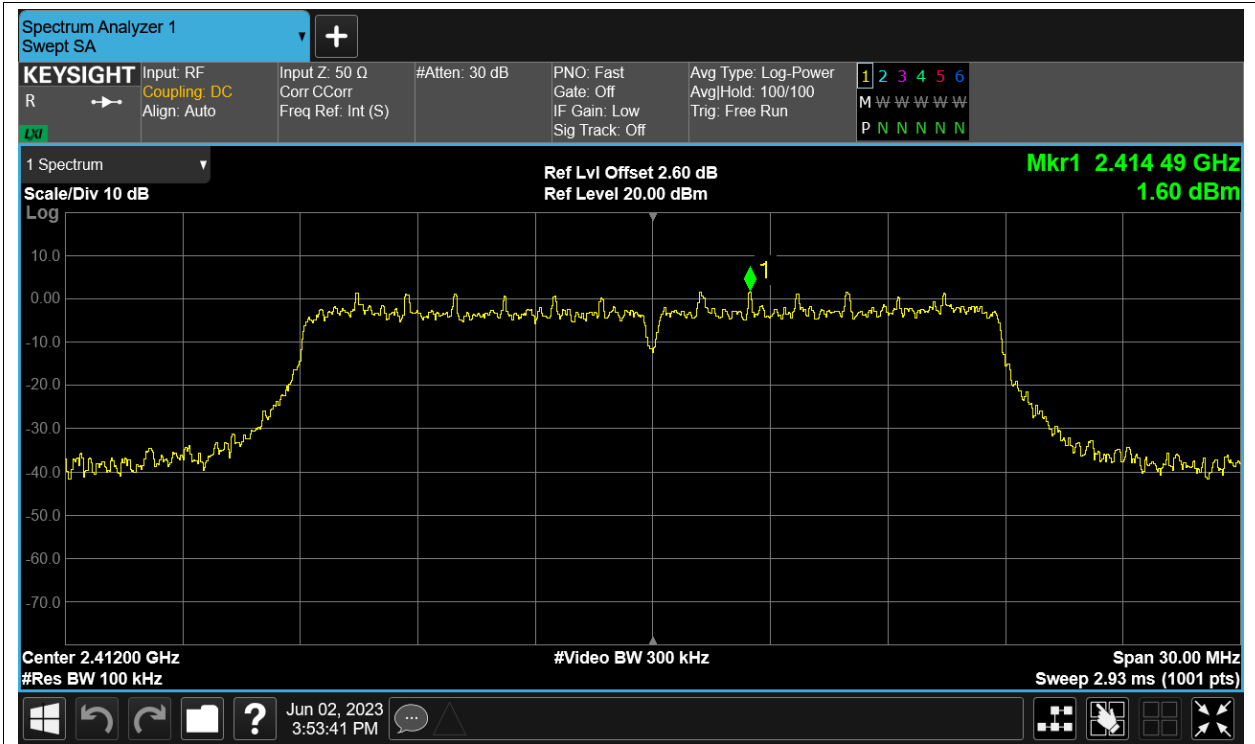 Spectrum Analyzer 1
Swept SA
+
KEYSIGHT
R
LXI
Input: RF
Coupling: DC
Align: Auto
Input Z: 50 Ω
Corr CCorr
Freq Ref: Int (S)
#Atten: 30 dB
PNO: Fast
Gate: Off
IF Gain: Low
Sig Track: Off
Avg Type: Log-Power
Avg|Hold: 100/100
Trig: Free Run
1 2 3 4 5 6
M W W W W W W
P N N N N N N
1 Spectrum
Scale/Div 10 dB
Log
Ref Lvl Offset 2.60 dB
Ref Level 20.00 dBm
Mkr1 2.414 49 GHz
1.60 dBm
1
10.0
0.00
-10.0
-20.0
-30.0
-40.0
-50.0
-60.0
-70.0
Center 2.41200 GHz
#Res BW 100 kHz
#Video BW 300 kHz
Span 30.00 MHz
Sweep 2.93 ms (1001 pts)
?
Jun 02, 2023
3:53:41 PM